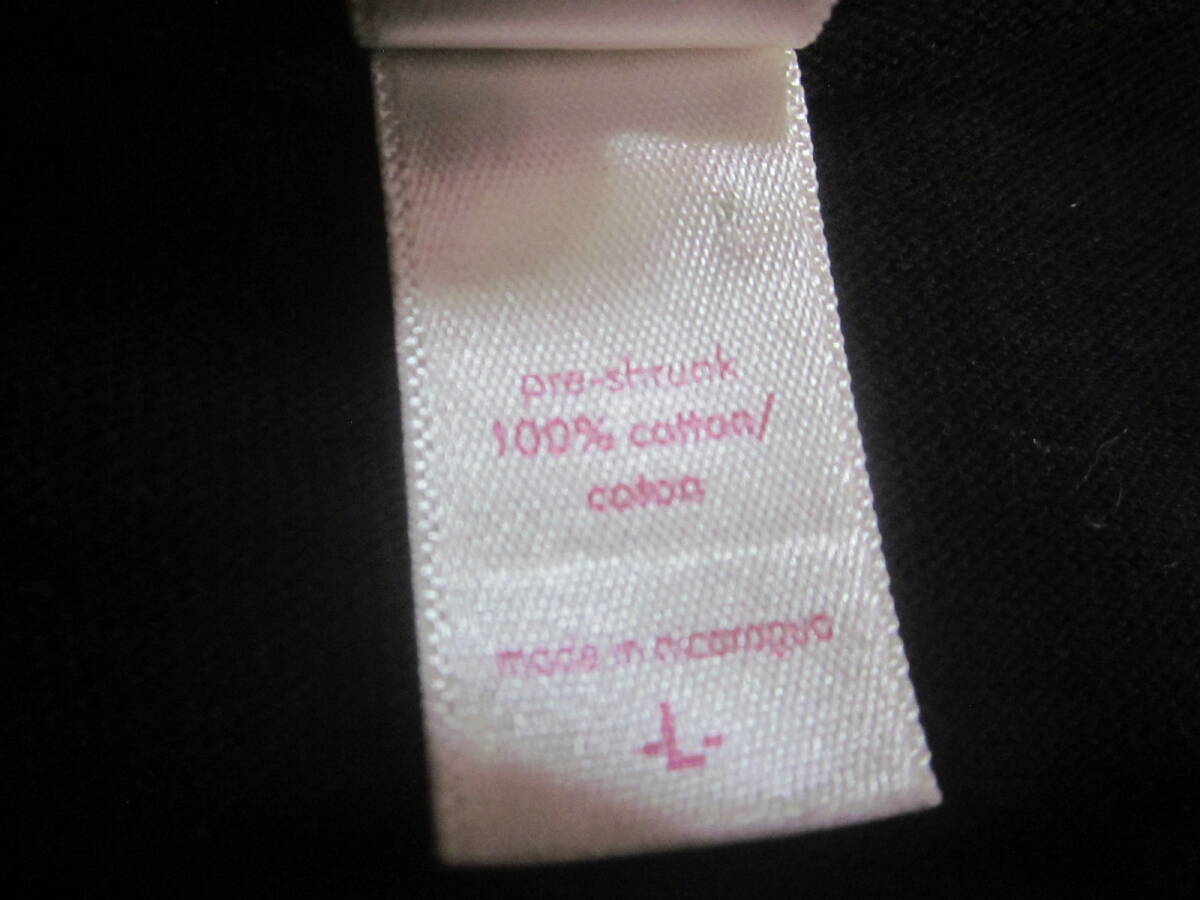 pre-shrunk
100% cotton/
coton
made in nicaragua
-L-